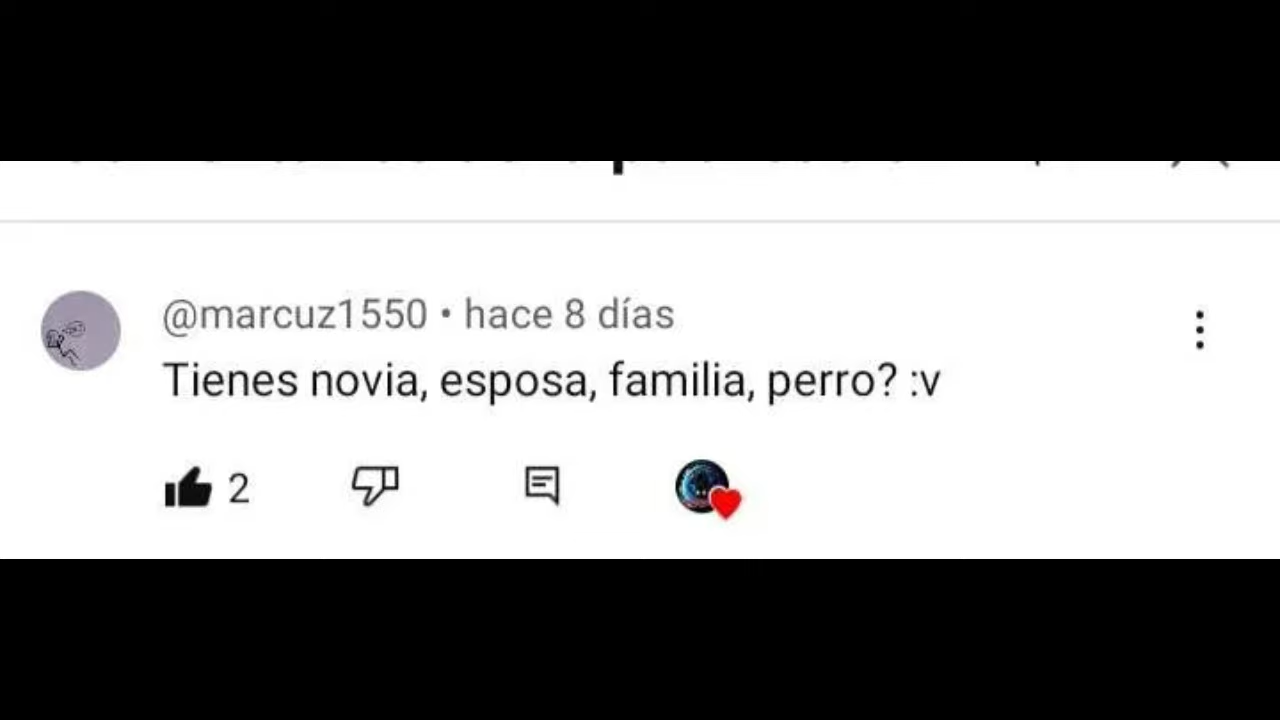 @marcuz1550 • hace 8 días
Tienes novia, esposa, familia, perro? :v
2